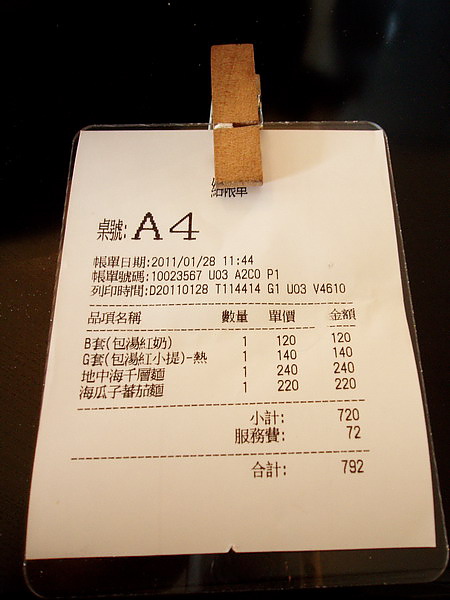 結帳單
桌號: A4
帳單日期:2011/01/28 11:44
帳單號碼:10023567 U03 A2C0 P1
列印時間:D20110128 T114414 G1 U03 V4610
品項名稱 數量 單價 金額
B套(包湯紅奶) 1 120 120
G套(包湯紅小提)-熱 1 140 140
地中海千層麵 1 240 240
海瓜子蕃茄麵 1 220 220
小計: 720
服務費: 72
合計: 792